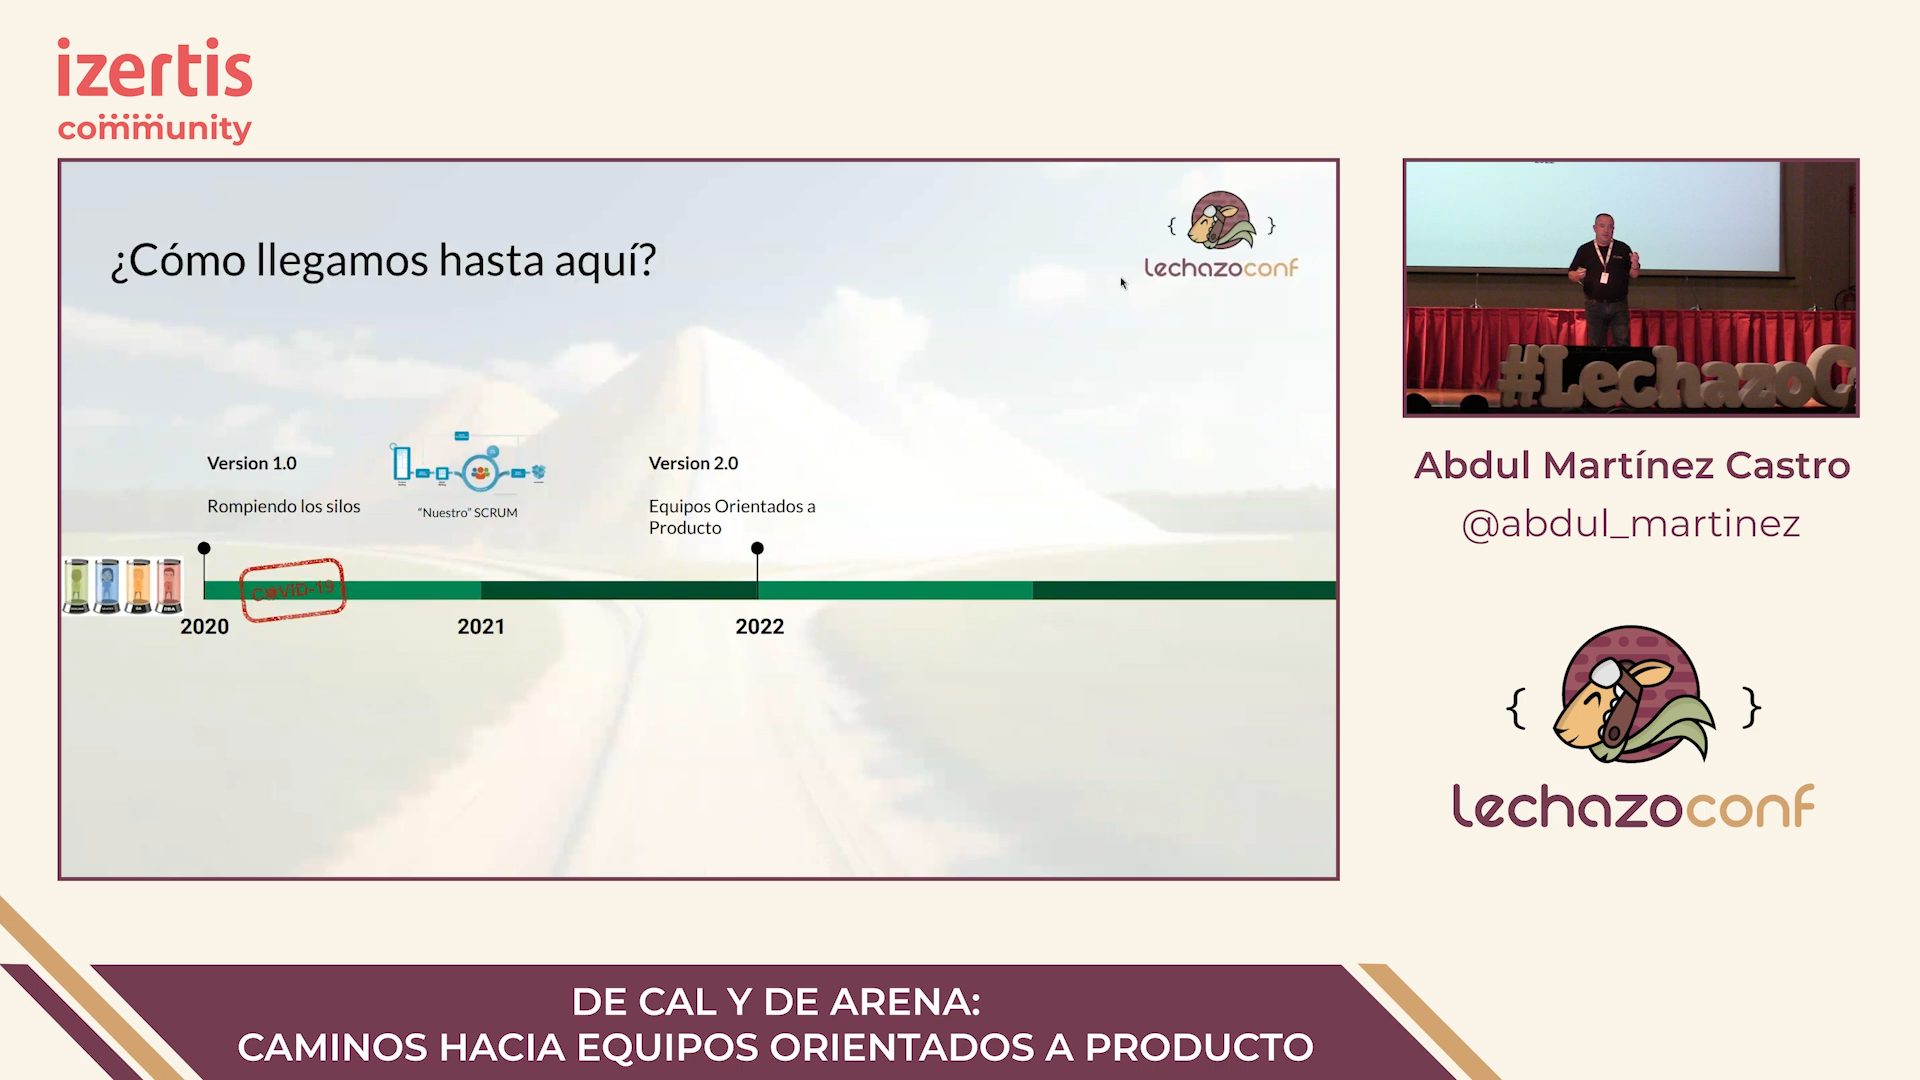 izertis
community
¿Cómo llegamos hasta aquí?
{ }
lechazoconf
Version 1.0
Rompiendo los silos
"Nuestro" SCRUM
Version 2.0
Equipos Orientados a
Producto
COVID-19
2020
2021
2022
#LechazoC
Abdul Martínez Castro
@abdul_martinez
{ }
lechazoconf
DE CAL Y DE ARENA:
CAMINOS HACIA EQUIPOS ORIENTADOS A PRODUCTO